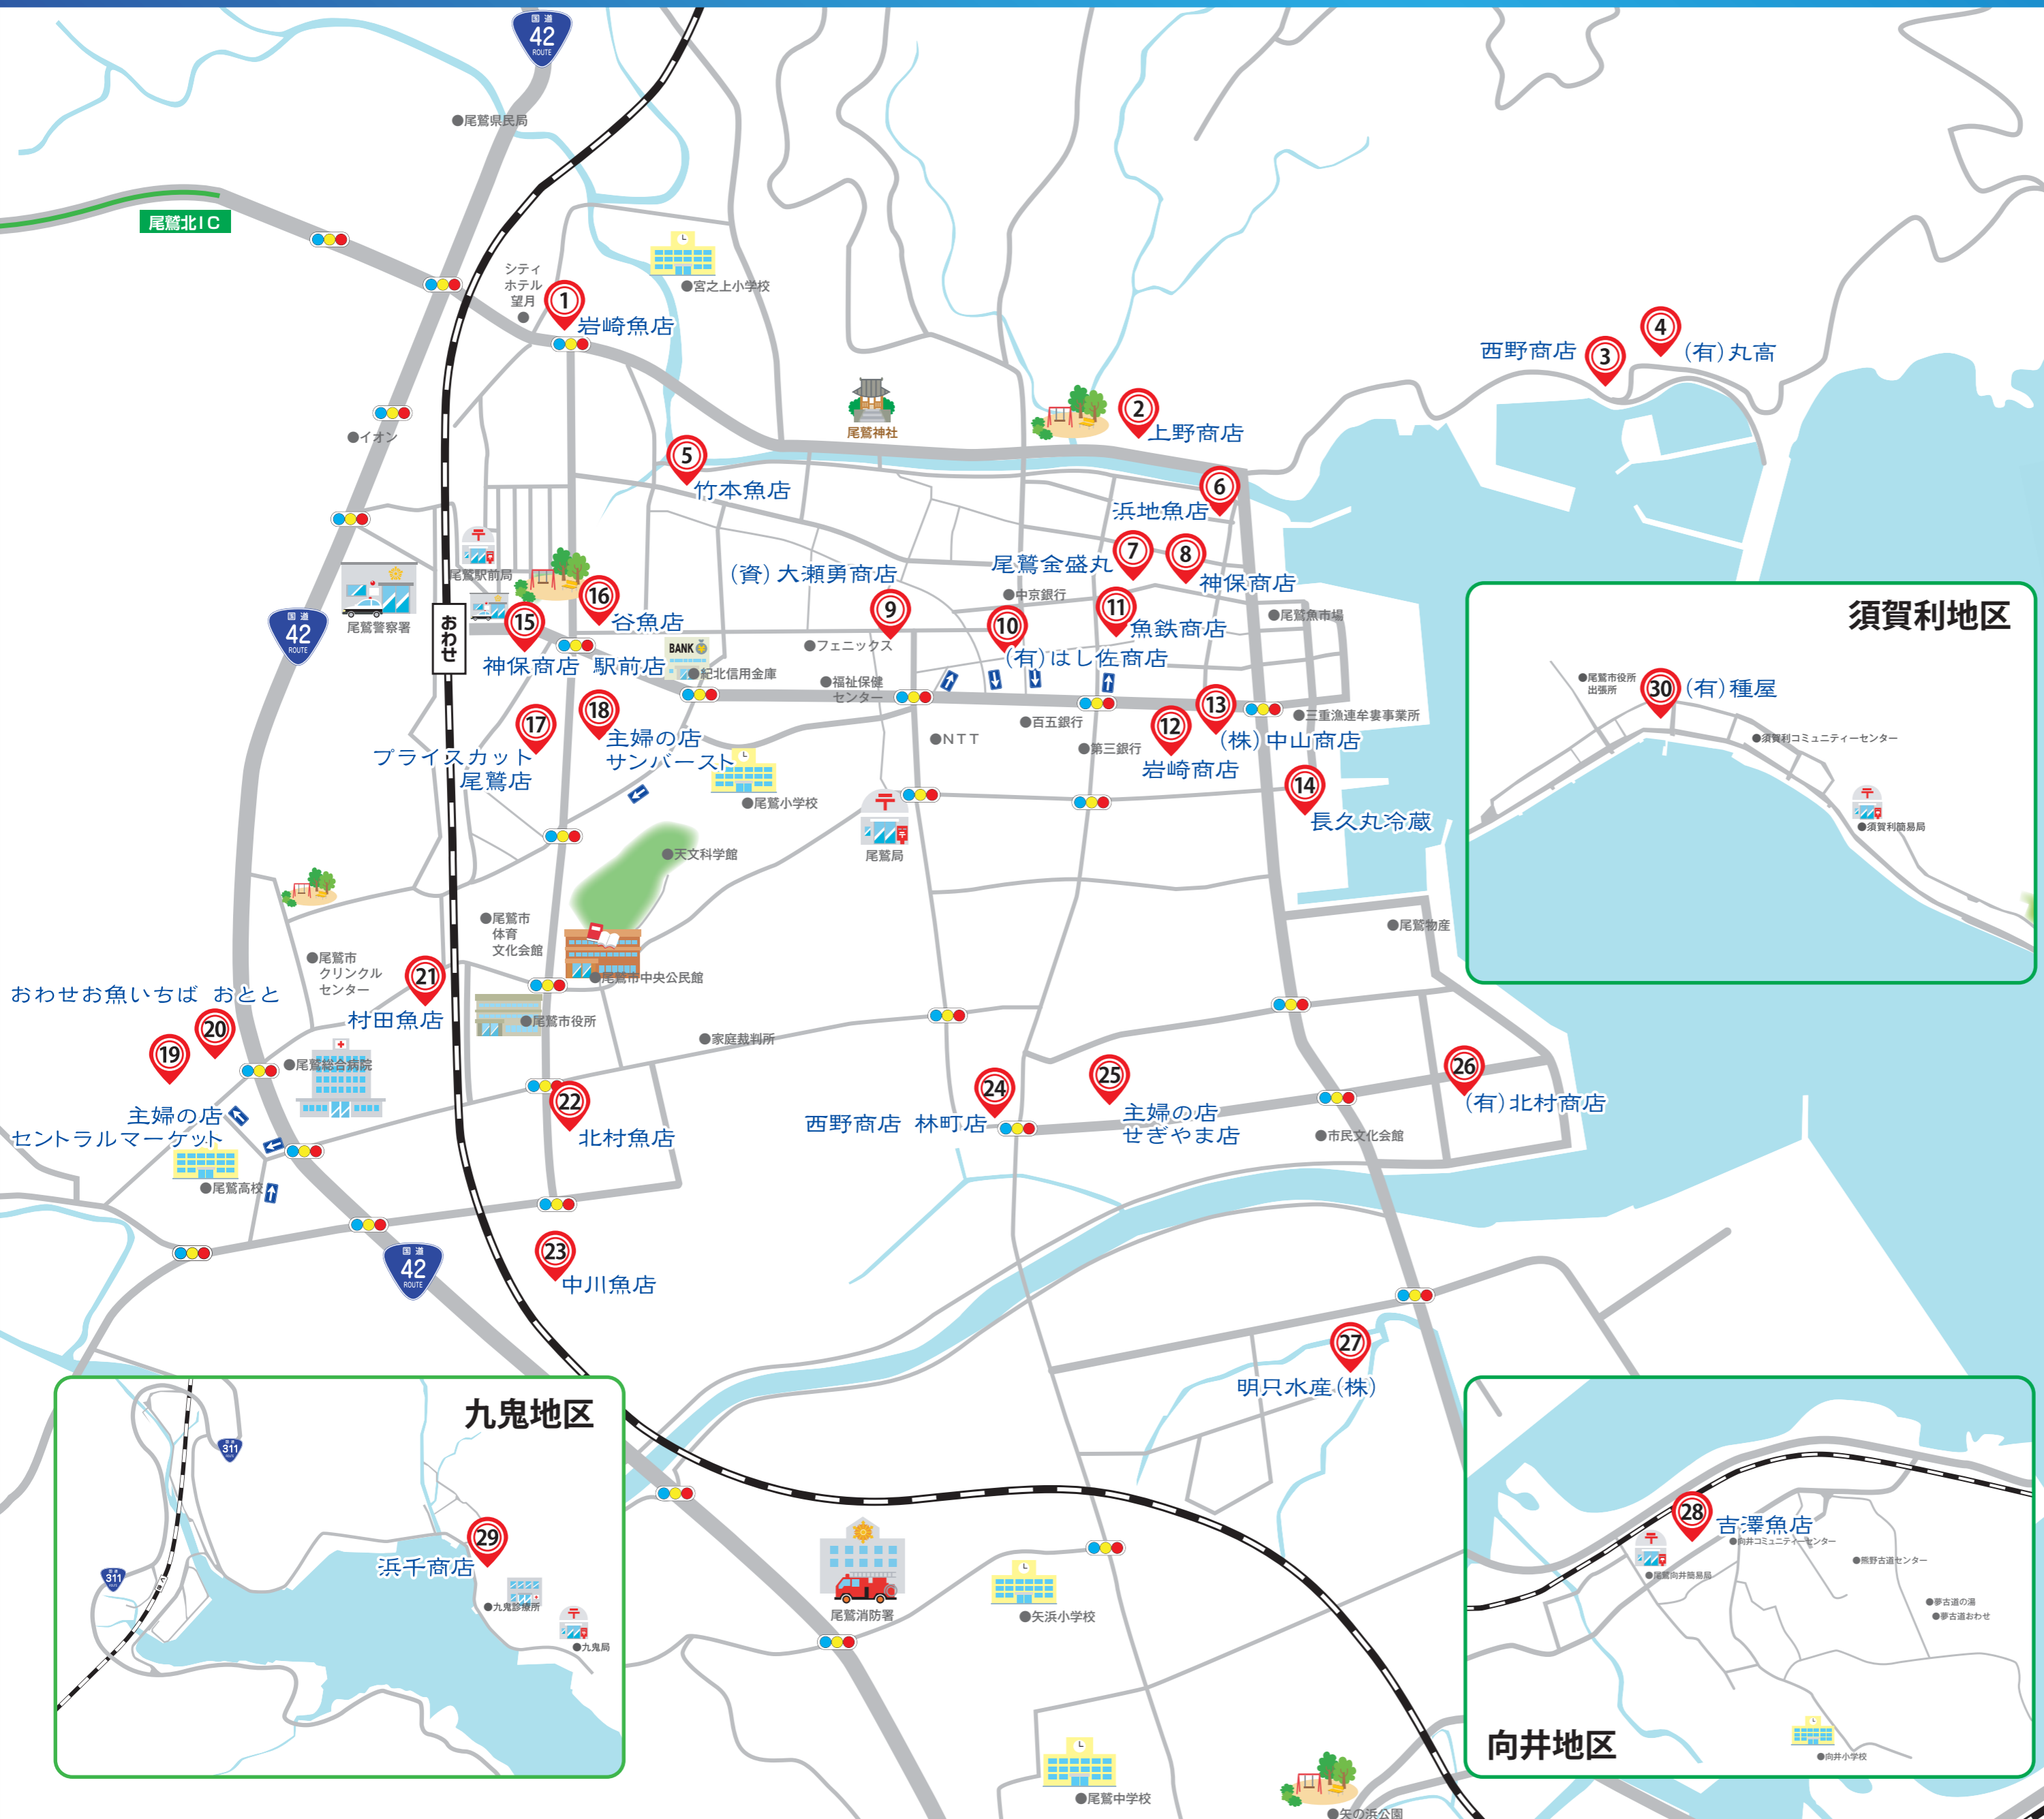 国道
42
ROUTE
尾鷲県民局
尾鷲北IC
シティ
ホテル
望月
1
岩崎魚店
宮之上小学校
西野商店
3
4
(有)丸高
イオン
尾鷲神社
2
上野商店
5
竹本魚店
6
浜地魚店
尾鷲駅前局
尾鷲警察署
国道
42
ROUTE
おわせ
16
谷魚店
15
神保商店 駅前店
BANK
紀北信用金庫
(資)大瀬勇商店
9
フェニックス
福祉保健
センター
尾鷲金盛丸
7
8
神保商店
中京銀行
10
(有)はし佐商店
11
魚鉄商店
尾鷲魚市場
17
プライスカット
尾鷲店
18
主婦の店
サンバースト
尾鷲小学校
NTT
百五銀行
第三銀行
12
岩崎商店
13
(株)中山商店
三重漁連牟婁事業所
14
長久丸冷蔵
尾鷲局
天文科学館
須賀利地区
尾鷲市役所
出張所
30
(有)種屋
須賀利コミュニティーセンター
須賀利簡易局
尾鷲市
体育
文化会館
尾鷲市中央公民館
尾鷲物産
尾鷲市
クリンクル
センター
21
村田魚店
尾鷲市役所
家庭裁判所
おわせお魚いちば おとと
20
19
主婦の店
セントラルマーケット
尾鷲総合病院
尾鷲高校
22
北村魚店
24
西野商店 林町店
25
主婦の店
せぎやま店
26
(有)北村商店
市民文化会館
国道
42
ROUTE
23
中川魚店
27
明只水産(株)
九鬼地区
311
311
29
浜千商店
九鬼診療所
九鬼局
尾鷲消防署
矢浜小学校
尾鷲中学校
矢の浜公園
28
吉澤魚店
向井コミュニティーセンター
尾鷲向井簡易局
熊野古道センター
夢古道の湯
夢古道おわせ
向井地区
向井小学校